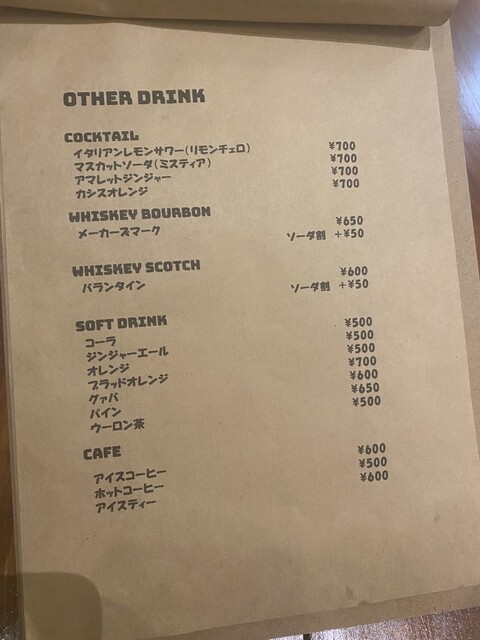 OTHER DRINK
COCKTAIL
イタリアンレモンサワー(リモンチェロ) ¥700
マスカットソーダ(ミスティア) ¥700
アマレットジンジャー ¥700
カシスオレンジ ¥700
WHISKEY BOURBON
メーカーズマーク ¥650
ソーダ割 +¥50
WHISKEY SCOTCH
バランタイン ¥600
ソーダ割 +¥50
SOFT DRINK
コーラ ¥500
ジンジャーエール ¥500
オレンジ ¥500
ブラッドオレンジ ¥700
グァバ ¥600
パイン ¥650
ウーロン茶 ¥500
CAFE
アイスコーヒー ¥600
ホットコーヒー ¥500
アイスティー ¥600